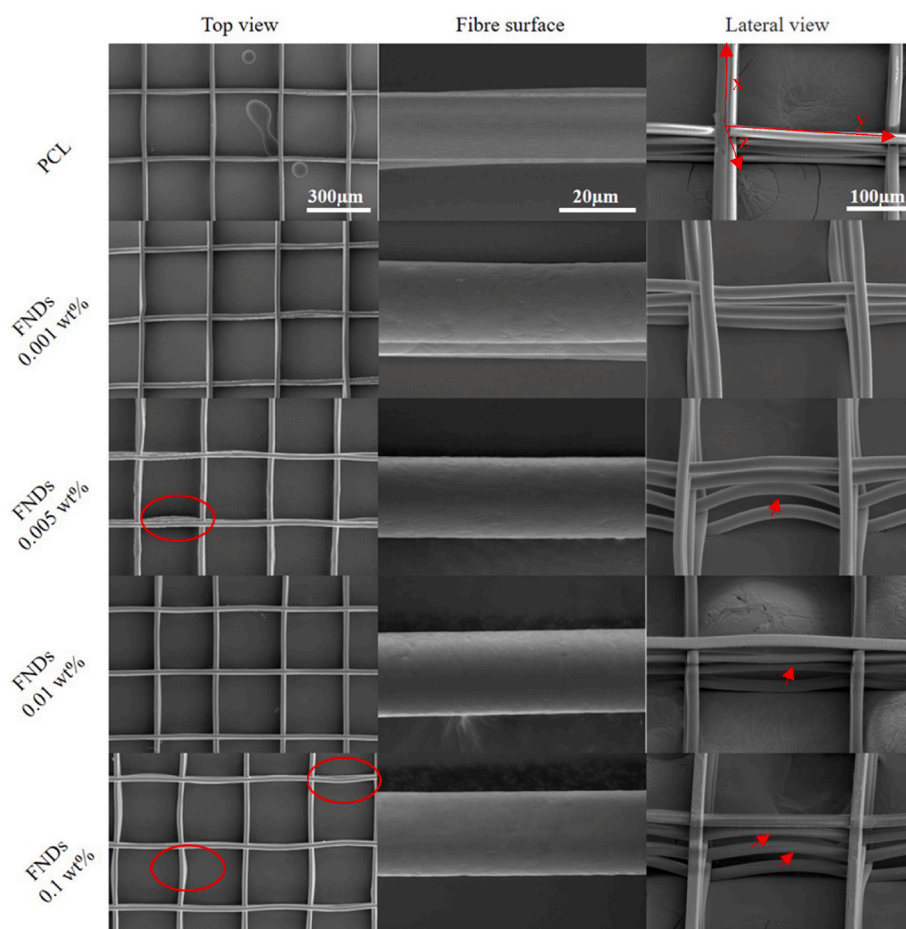 Top view
Fibre surface
Lateral view
PCL
300μm
20μm
x
y
z
100μm
FNDs
0.001 wt%
FNDs
0.005 wt%
FNDs
0.01 wt%
FNDs
0.1 wt%